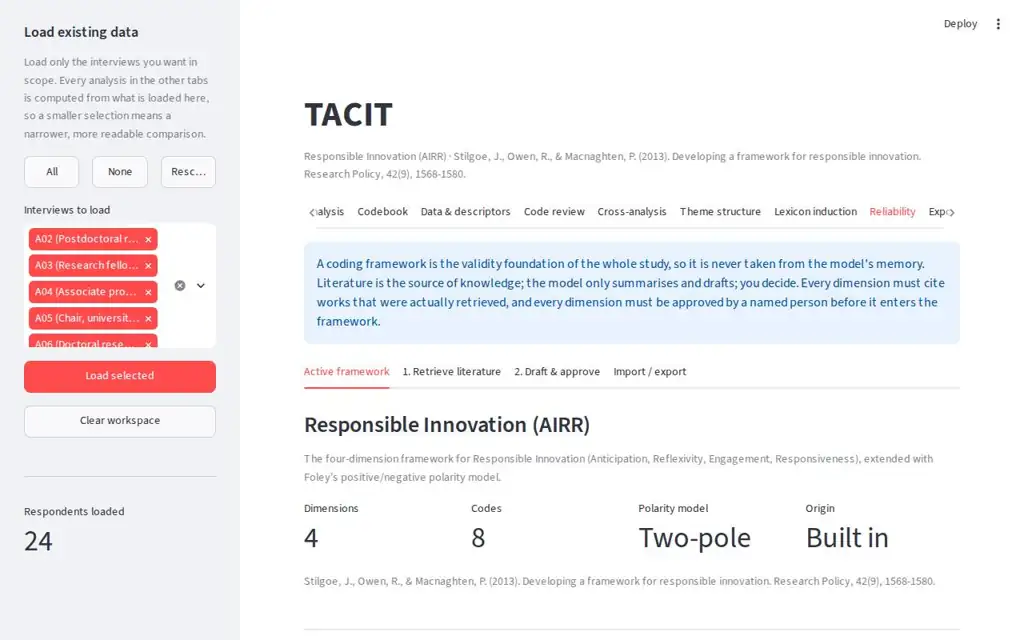 Load existing data
Load only the interviews you want in
scope. Every analysis in the other tabs
is computed from what is loaded here,
so a smaller selection means a
narrower, more readable comparison.
All
None
Resc…
Interviews to load
A02 (Postdoctoral r…
A03 (Research fello…
A04 (Associate pro…
A05 (Chair, universit…
A06 (Doctoral rese…
Load selected
Clear workspace
Respondents loaded
24
Deploy
TACIT
Responsible Innovation (AIRR) · Stilgoe, J., Owen, R., & Macnaghten, P. (2013). Developing a framework for responsible innovation.
Research Policy, 42(9), 1568-1580.
alysis
Codebook
Data & descriptors
Code review
Cross-analysis
Theme structure
Lexicon induction
Reliability
Exp
A coding framework is the validity foundation of the whole study, so it is never taken from the model's memory.
Literature is the source of knowledge; the model only summarises and drafts; you decide. Every dimension must cite
works that were actually retrieved, and every dimension must be approved by a named person before it enters the
framework.
Active framework
1. Retrieve literature
2. Draft & approve
Import / export
Responsible Innovation (AIRR)
The four-dimension framework for Responsible Innovation (Anticipation, Reflexivity, Engagement, Responsiveness), extended with
Foley's positive/negative polarity model.
Dimensions
Codes
Polarity model
Origin
4
8
Two-pole
Built in
Stilgoe, J., Owen, R., & Macnaghten, P. (2013). Developing a framework for responsible innovation. Research Policy, 42(9), 1568-1580.